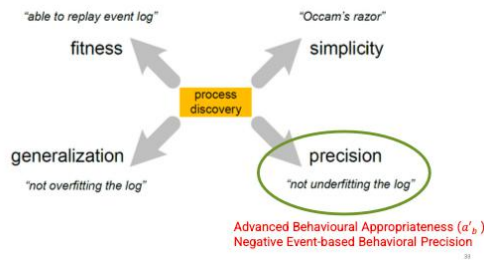 "able to replay event log"
"Occam's razor"
fitness
simplicity
process
discovery
generalization
precision
"not overfitting the log"
"not underfitting the log"
Advanced Behavioural Appropriateness (a'b )
Negative Event-based Behavioral Precision